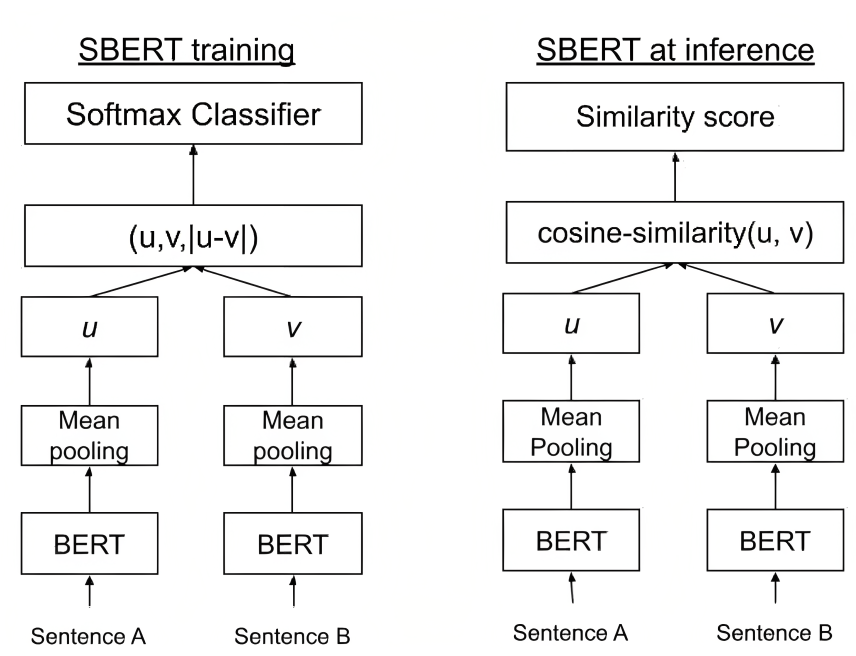 SBERT training
Softmax Classifier
(u,v,|u-v|)
u
v
Mean
pooling
Mean
pooling
BERT
BERT
Sentence A
Sentence B
SBERT at inference
Similarity score
cosine-similarity(u, v)
u
v
Mean
Pooling
Mean
Pooling
BERT
BERT
Sentence A
Sentence B